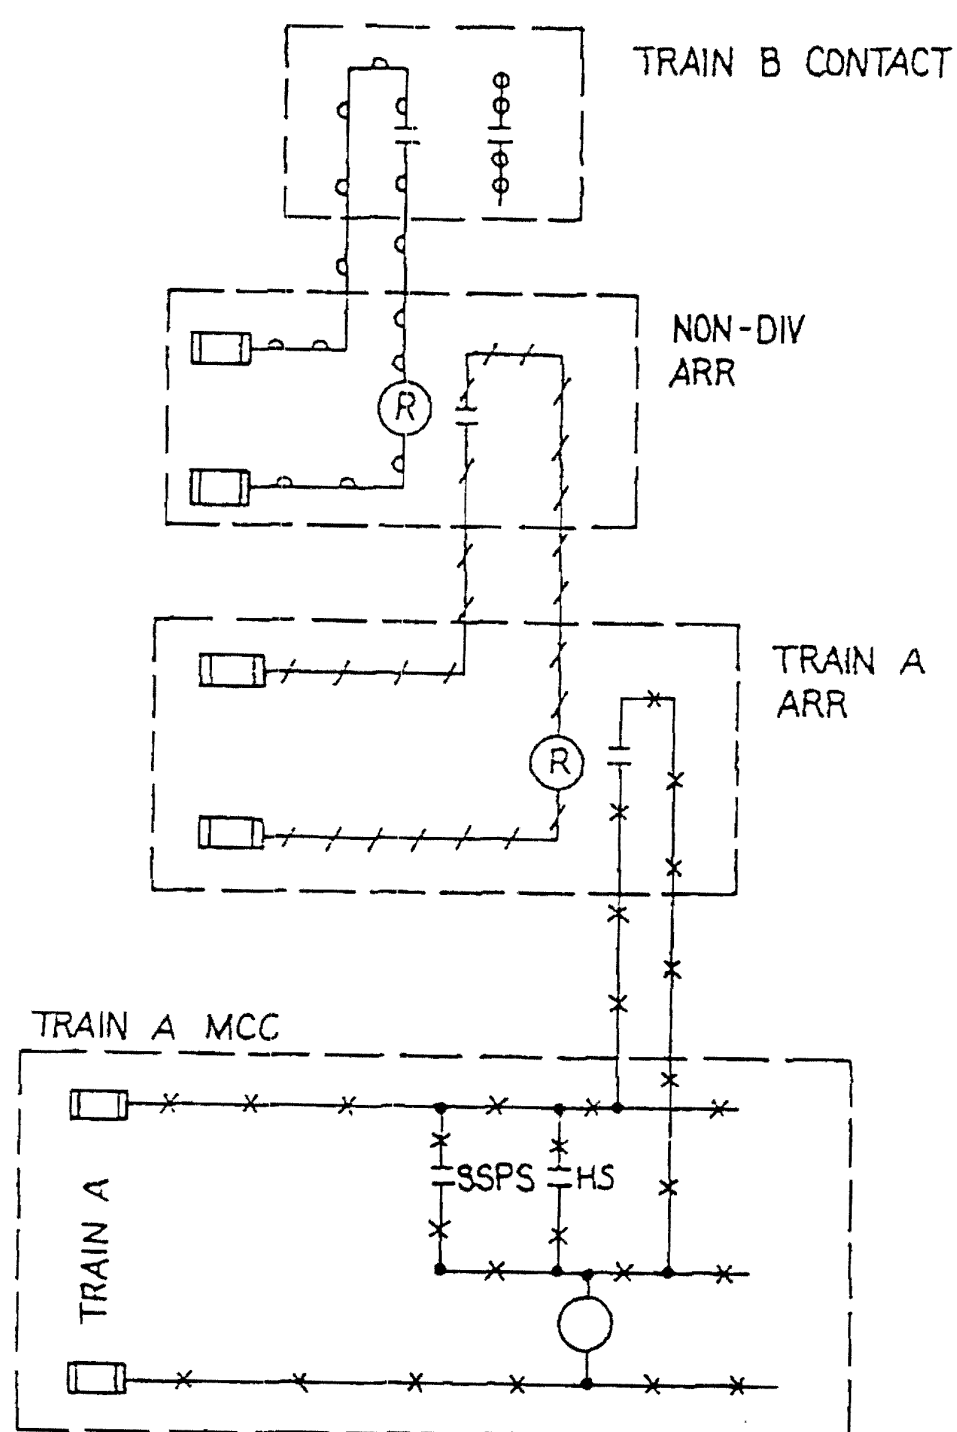 TRAIN B CONTACT
NON-DIV
ARR
R
TRAIN A
ARR
R
TRAIN A MCC
SSPS
HS
TRAIN A